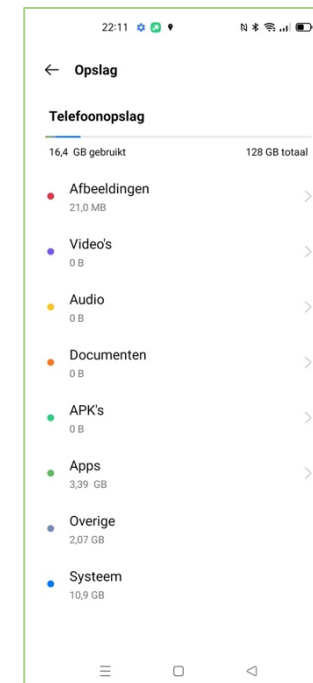 22:11
Opslag
Telefoonopslag
16,4 GB gebruikt 128 GB totaal
Afbeeldingen
21,0 MB
Video's
0 B
Audio
0 B
Documenten
0 B
APK's
0 B
Apps
3,39 GB
Overige
2,07 GB
Systeem
10,9 GB